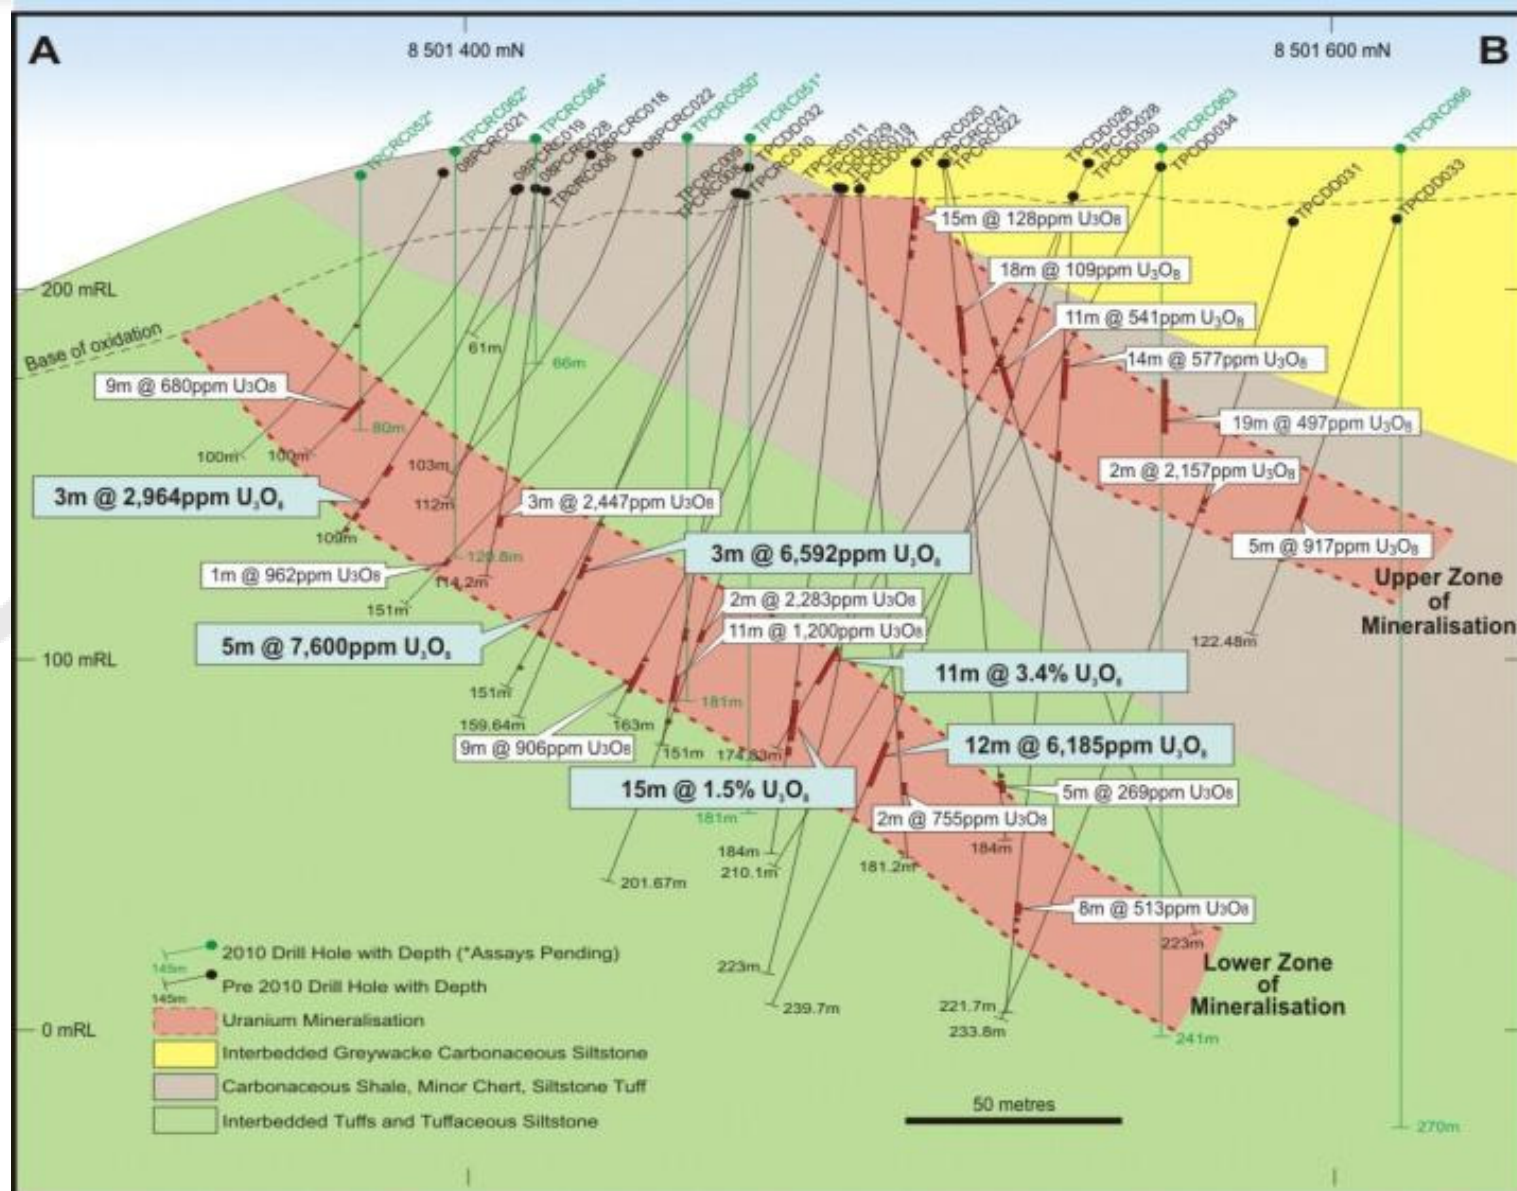 A
8 501 400 mN
8 501 600 mN
B
TPCRC052*
TPCRC062*
08PCRC021
TPCRC064*
08PCRC019
08PCRC028
TPCRC006
08PCRC018
08PCRC022
TPCRC050*
TPCRC051*
TPCDD032
TPCRC009
TPCRC008
TPCRC010
TPCRC011
TPCDD029
TPCDD027
TPCRC020
TPCRC021
TPCRC022
TPCDD026
TPCDD028
TPCDD030
TPCRC063
TPCDD034
TPCDD031
TPCDD033
TPCRC066
15m @ 128ppm U₃O₈
18m @ 109ppm U₃O₈
200 mRL
11m @ 541ppm U₃O₈
Base of oxidation
61m
66m
14m @ 577ppm U₃O₈
9m @ 680ppm U₃O₈
80m
19m @ 497ppm U₃O₈
100m
100m
103m
2m @ 2,157ppm U₃O₈
3m @ 2,964ppm U₃O₈
112m
3m @ 2,447ppm U₃O₈
109m
5m @ 917ppm U₃O₈
120.8m
3m @ 6,592ppm U₃O₈
1m @ 962ppm U₃O₈
114.2m
Upper Zone
of
Mineralisation
151m
2m @ 2,283ppm U₃O₈
11m @ 1,200ppm U₃O₈
5m @ 7,600ppm U₃O₈
122.48m
100 mRL
11m @ 3.4% U₃O₈
151m
181m
159.64m
163m
9m @ 906ppm U₃O₈
151m
174.83m
12m @ 6,185ppm U₃O₈
15m @ 1.5% U₃O₈
5m @ 269ppm U₃O₈
181m
2m @ 755ppm U₃O₈
184m
184m
210.1m
181.2m
201.67m
8m @ 513ppm U₃O₈
223m
Lower Zone
of
Mineralisation
223m
239.7m
221.7m
233.8m
0 mRL
241m
145m
2010 Drill Hole with Depth (*Assays Pending)
145m
Pre 2010 Drill Hole with Depth
Uranium Mineralisation
Interbedded Greywacke Carbonaceous Siltstone
Carbonaceous Shale, Minor Chert, Siltstone Tuff
Interbedded Tuffs and Tuffaceous Siltstone
50 metres
270m